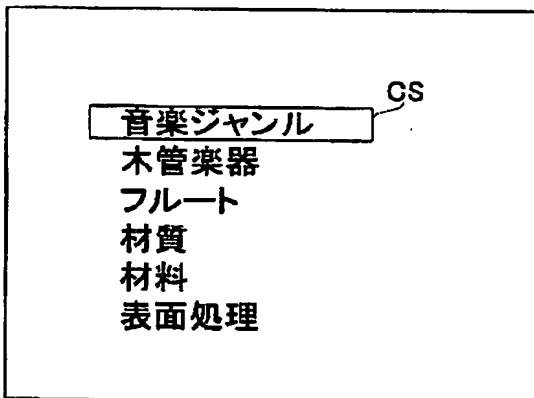 CS
音楽ジャンル
木管楽器
フルート
材質
材料
表面処理